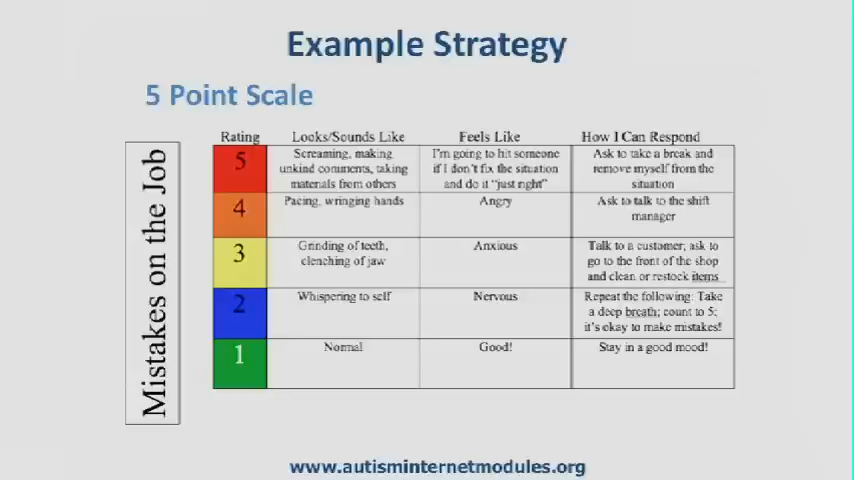 Example Strategy
5 Point Scale
Mistakes on the Job
Rating Looks/Sounds Like Feels Like How I Can Respond
5
Screaming, making
unkind comments, taking
materials from others
I'm going to hit someone
if I don't fix the situation
and do it "just right"
Ask to take a break and
remove myself from the
situation
4
Pacing, wringing hands
Angry
Ask to talk to the shift
manager
3
Grinding of teeth,
clenching of jaw
Anxious
Talk to a customer; ask to
go to the front of the shop
and clean or restock items
2
Whispering to self
Nervous
Repeat the following: Take
a deep breath; count to 5;
it's okay to make mistakes!
1
Normal
Good!
Stay in a good mood!
www.autisminternetmodules.org